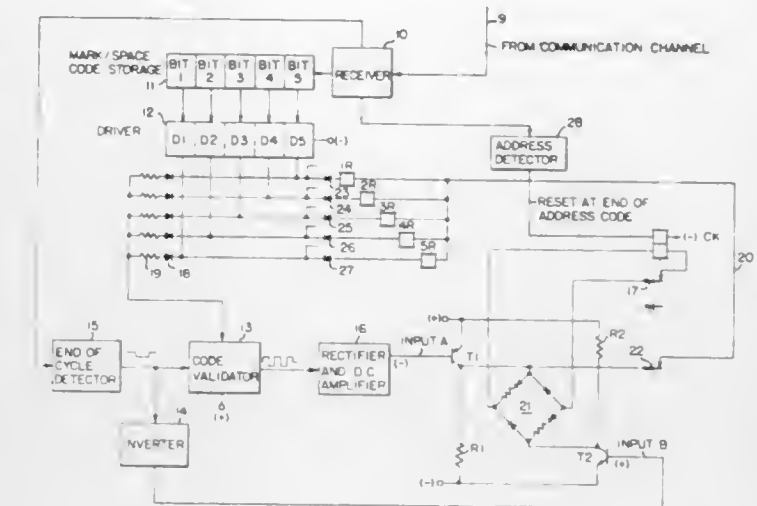 9
10
FROM COMMUNICATION CHANNEL
MARK/SPACE
CODE STORAGE
11
BIT 1
BIT 2
BIT 3
BIT 4
BIT 5
RECEIVER
12
DRIVER
D1 D2 D3 D4 D5
(-)
28
ADDRESS
DETECTOR
1R
23
2R
24
3R
25
4R
26
5R
27
19
18
RESET AT END OF
ADDRESS CODE
(-) CK
17
20
15
END OF
CYCLE
DETECTOR
13
CODE
VALIDATOR
6
(+)
16
RECTIFIER
AND D.C.
AMPLIFIER
INPUT A
(-)
(+)
T1
R2
22
21
14
INVERTER
R1
(-)
T2
(+)
INPUT B